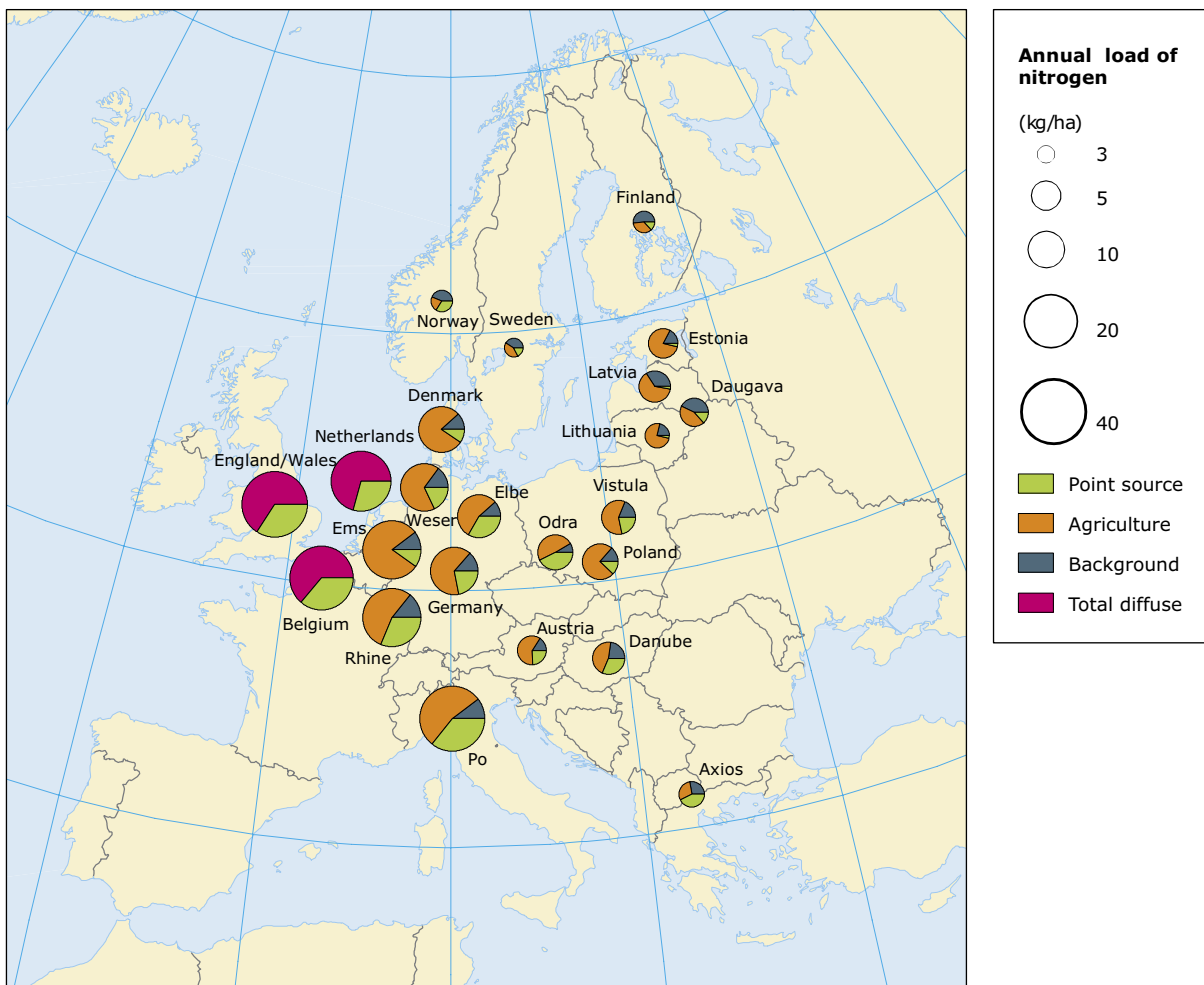 Finland
Norway
Sweden
Estonia
Latvia
Daugava
Denmark
Lithuania
Netherlands
England/Wales
Elbe
Vistula
Ems
Weser
Odra
Poland
Germany
Belgium
Austria
Danube
Rhine
Po
Axios
Annual load of
nitrogen
(kg/ha)
3
5
10
20
40
Point source
Agriculture
Background
Total diffuse